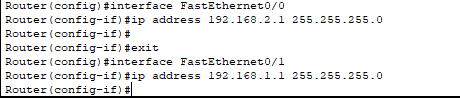 Router(config)#interface FastEthernet0/0
Router(config-if)#ip address 192.168.2.1 255.255.255.0
Router(config-if)#
Router(config-if)#exit
Router(config)#interface FastEthernet0/1
Router(config-if)#ip address 192.168.1.1 255.255.255.0
Router(config-if)#